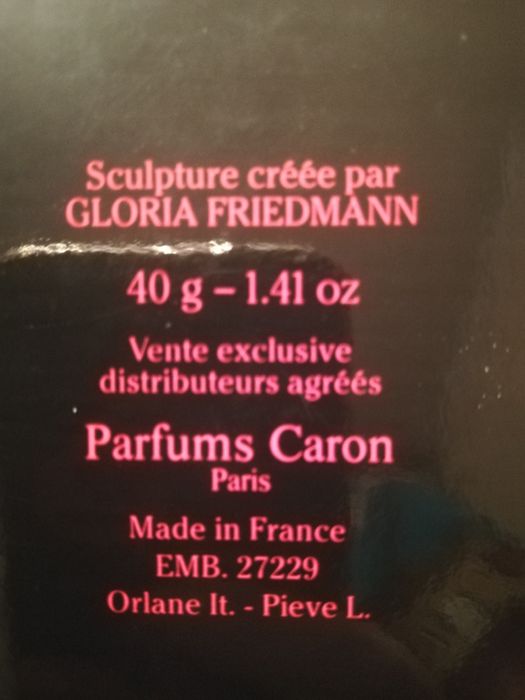 Sculpture créée par
GLORIA FRIEDMANN
40 g – 1.41 oz
Vente exclusive
distributeurs agréés
Parfums Caron
Paris
Made in France
EMB. 27229
Orlane It. - Pieve L.